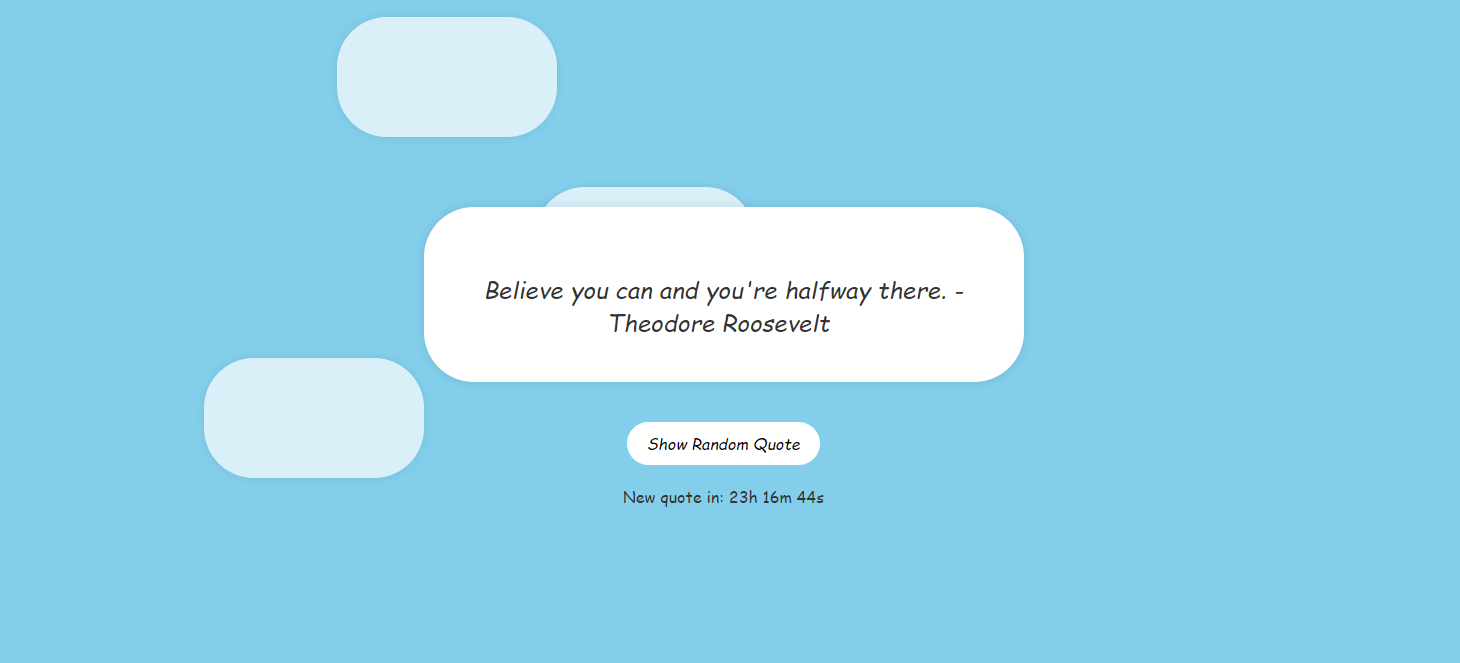 Believe you can and you're halfway there. -
Theodore Roosevelt
Show Random Quote
New quote in: 23h 16m 44s